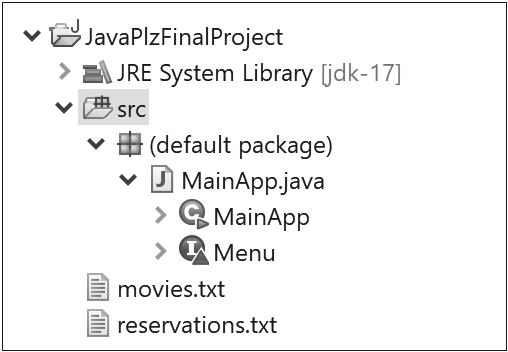 JavaPlzFinalProject
JRE System Library [jdk-17]
src
(default package)
MainApp.java
MainApp
Menu
movies.txt
reservations.txt